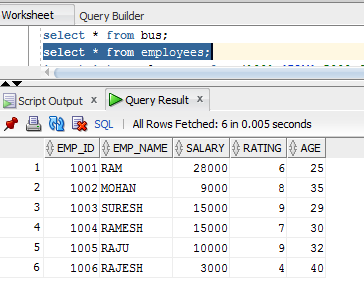 Worksheet Query Builder
select * from bus;
select * from employees;
Script Output x Query Result x
SQL | All Rows Fetched: 6 in 0.005 seconds
EMP_ID EMP_NAME SALARY RATING AGE
1 1001 RAM 28000 6 25
2 1002 MOHAN 9000 8 35
3 1003 SURESH 15000 9 29
4 1004 RAMESH 15000 7 30
5 1005 RAJU 10000 9 32
6 1006 RAJESH 3000 4 40